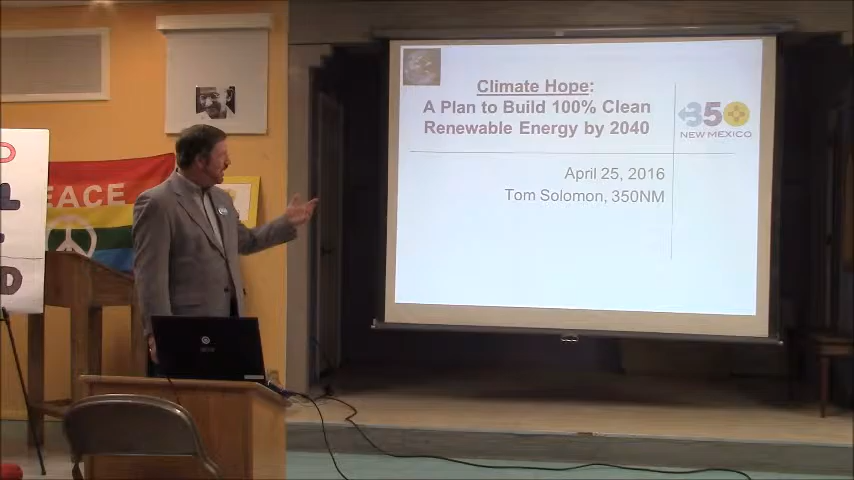 Climate Hope:
A Plan to Build 100% Clean
Renewable Energy by 2040
350
NEW MEXICO
April 25, 2016
Tom Solomon, 350NM
PEACE